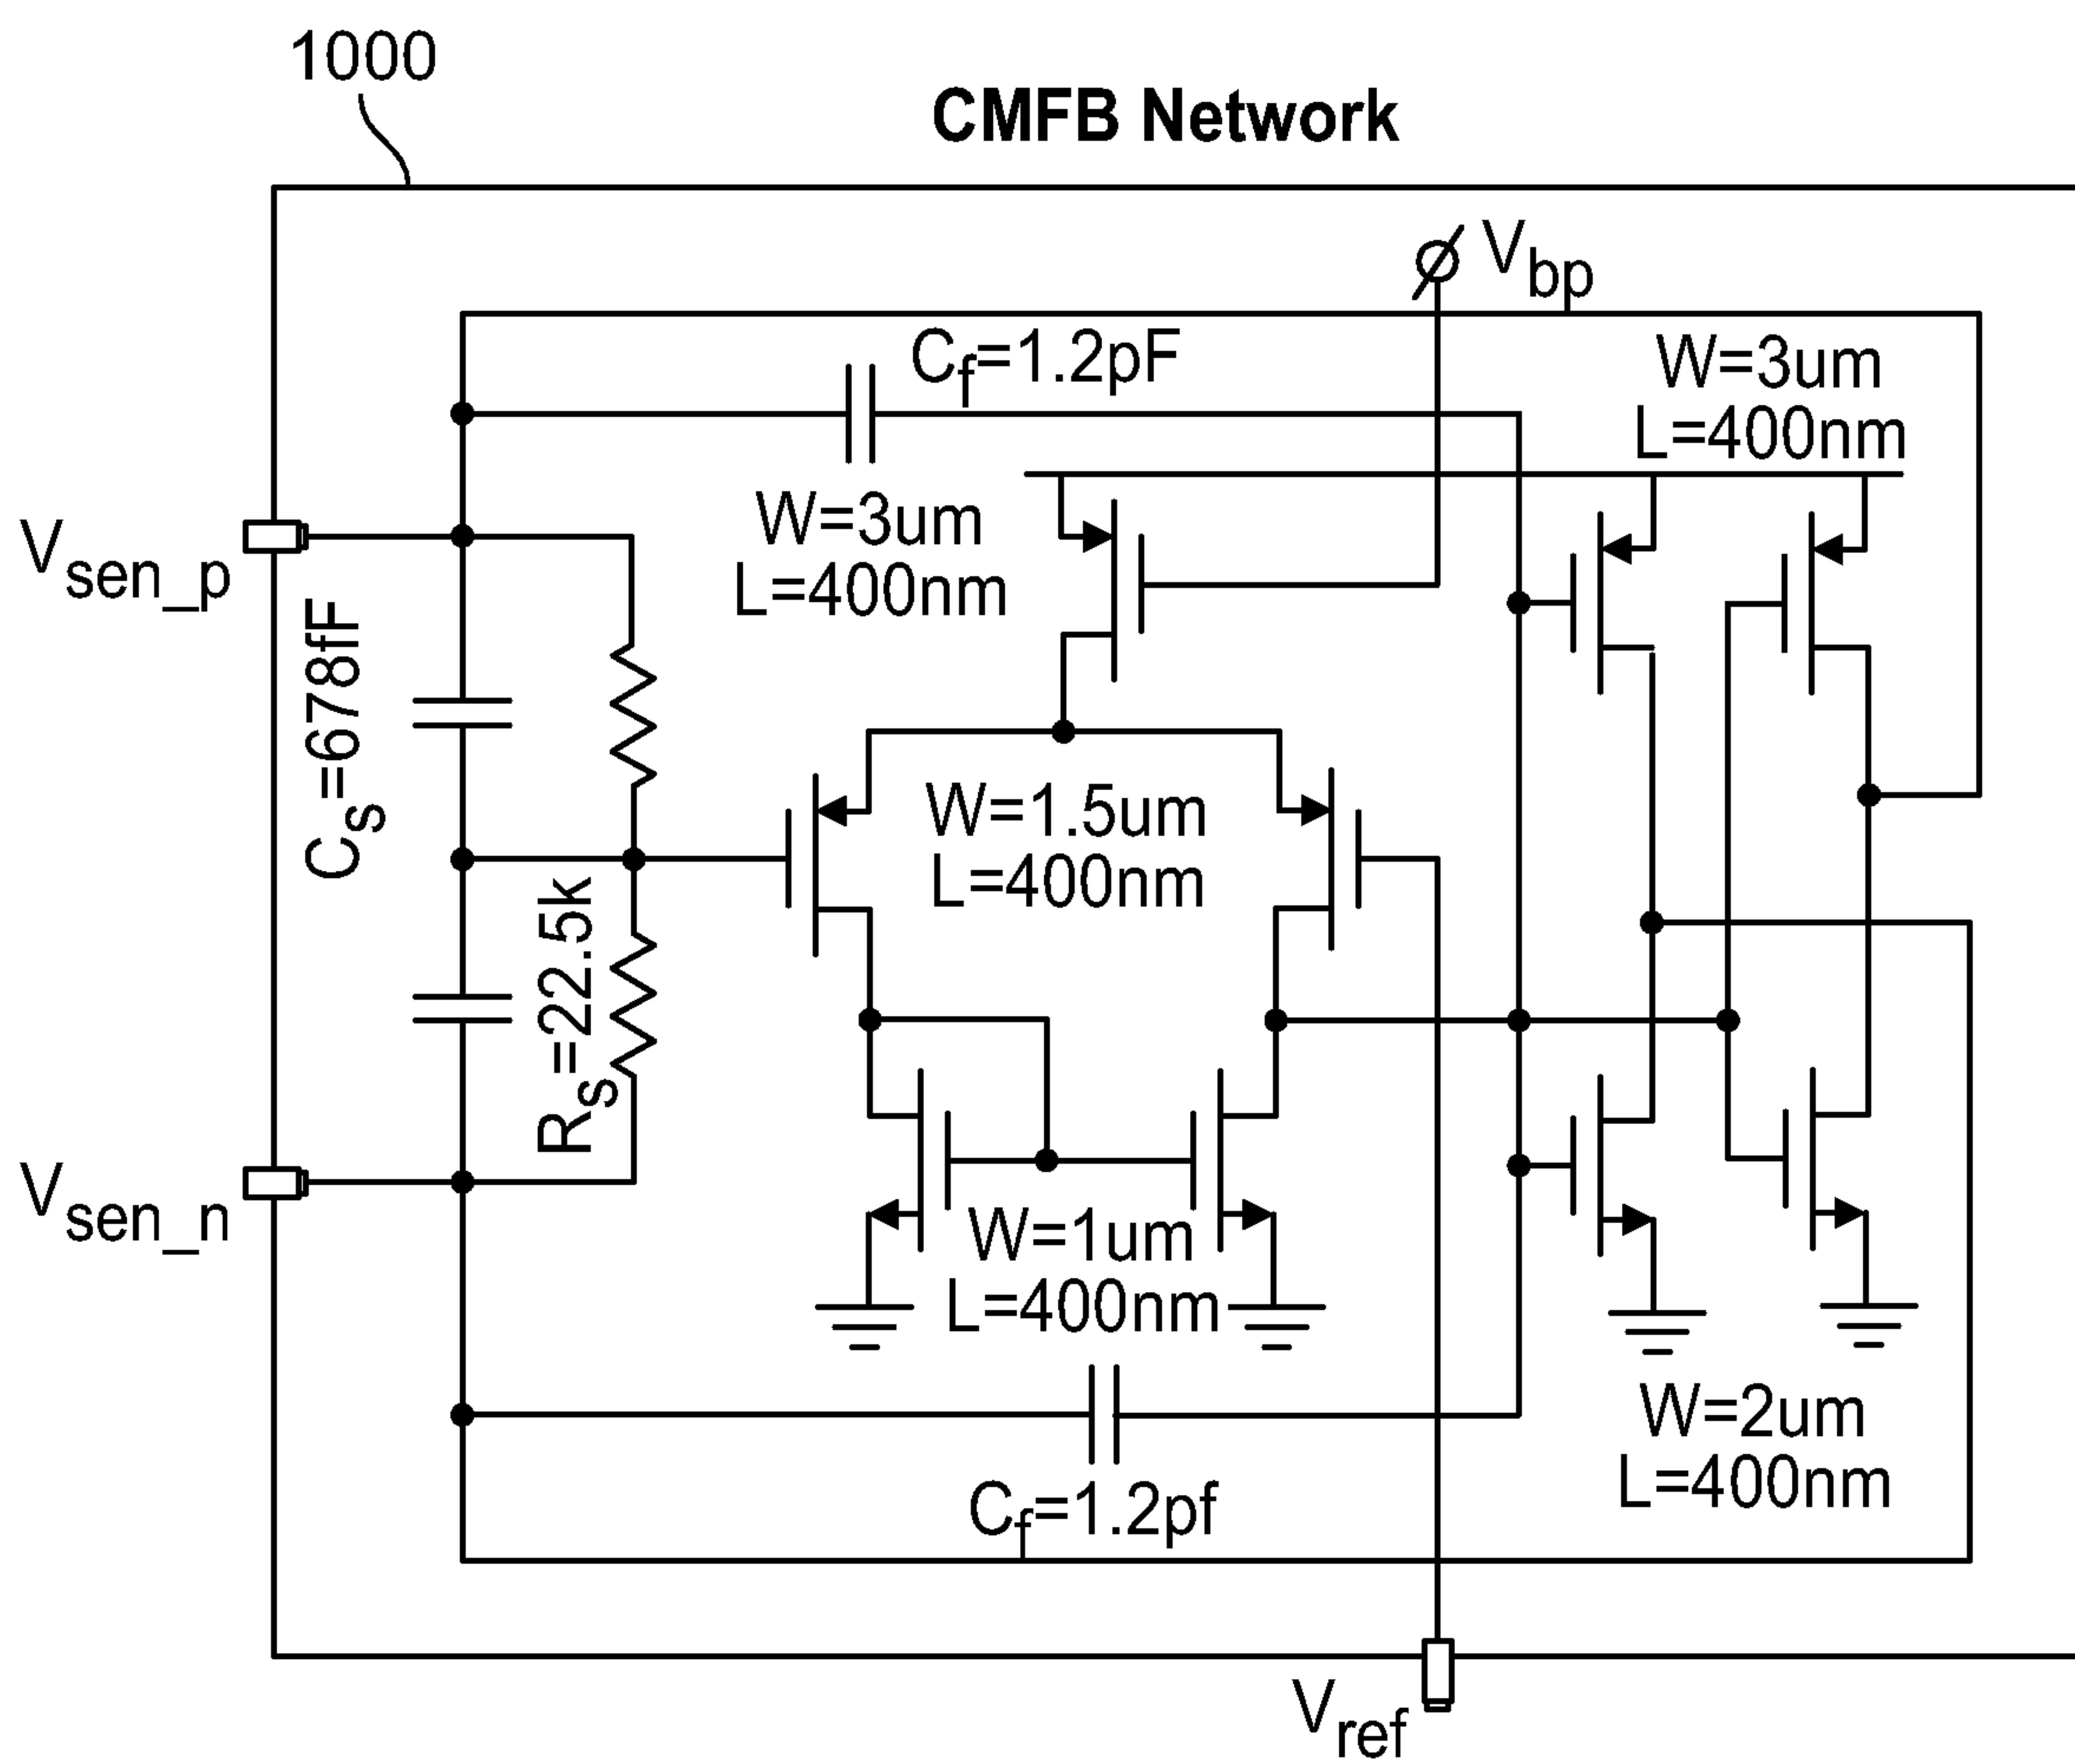 1000
CMFB Network
Vbp
Cf=1.2pF
W=3um
L=400nm
W=3um
L=400nm
Vsen_p
Cs=678fF
W=1.5um
L=400nm
Rs=22.5k
Vsen_n
W=1um
L=400nm
W=2um
L=400nm
Cf=1.2pf
Vref